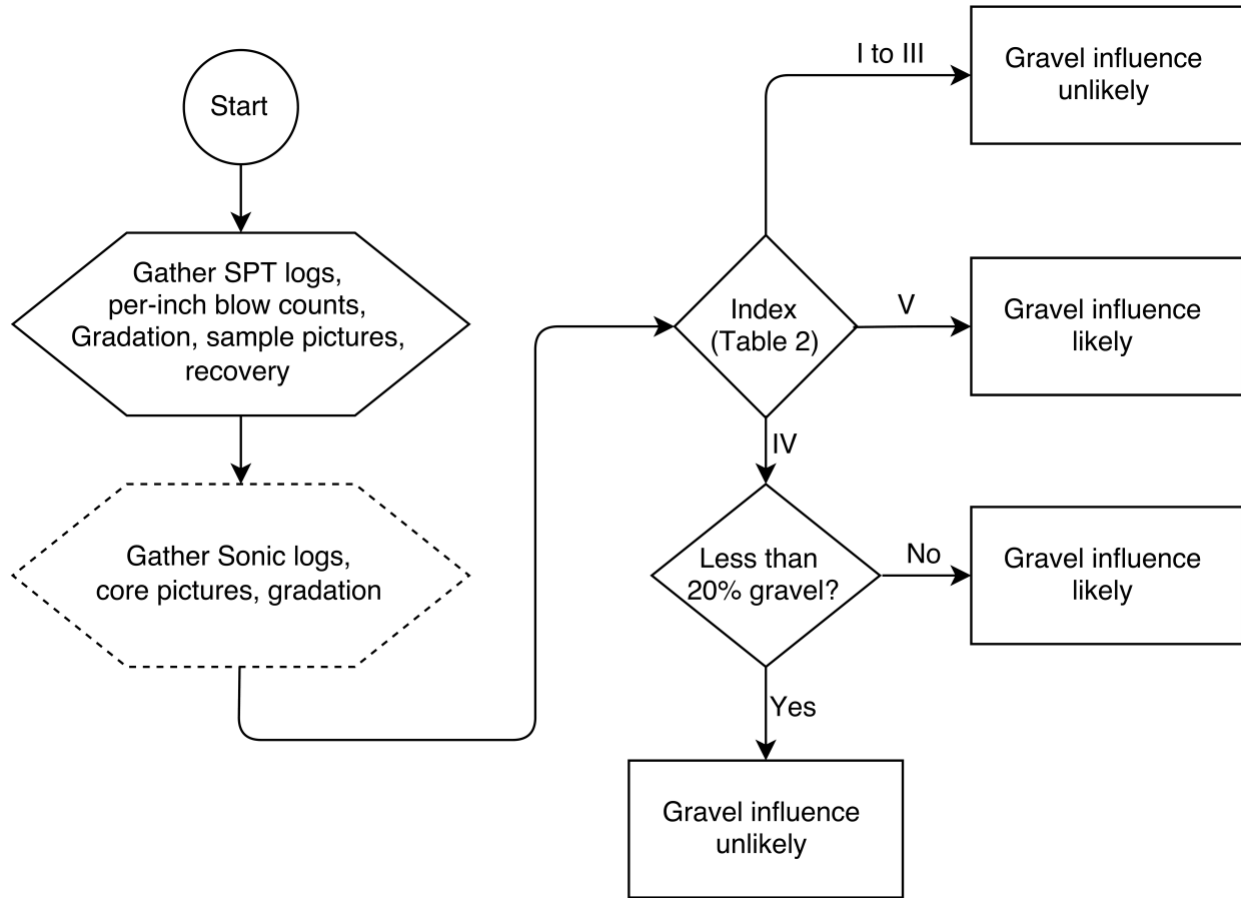 Start
Gather SPT logs,
per-inch blow counts,
Gradation, sample pictures,
recovery
Gather Sonic logs,
core pictures, gradation
Index
(Table 2)
I to III
Gravel influence
unlikely
V
Gravel influence
likely
IV
Less than
20% gravel?
No
Gravel influence
likely
Yes
Gravel influence
unlikely